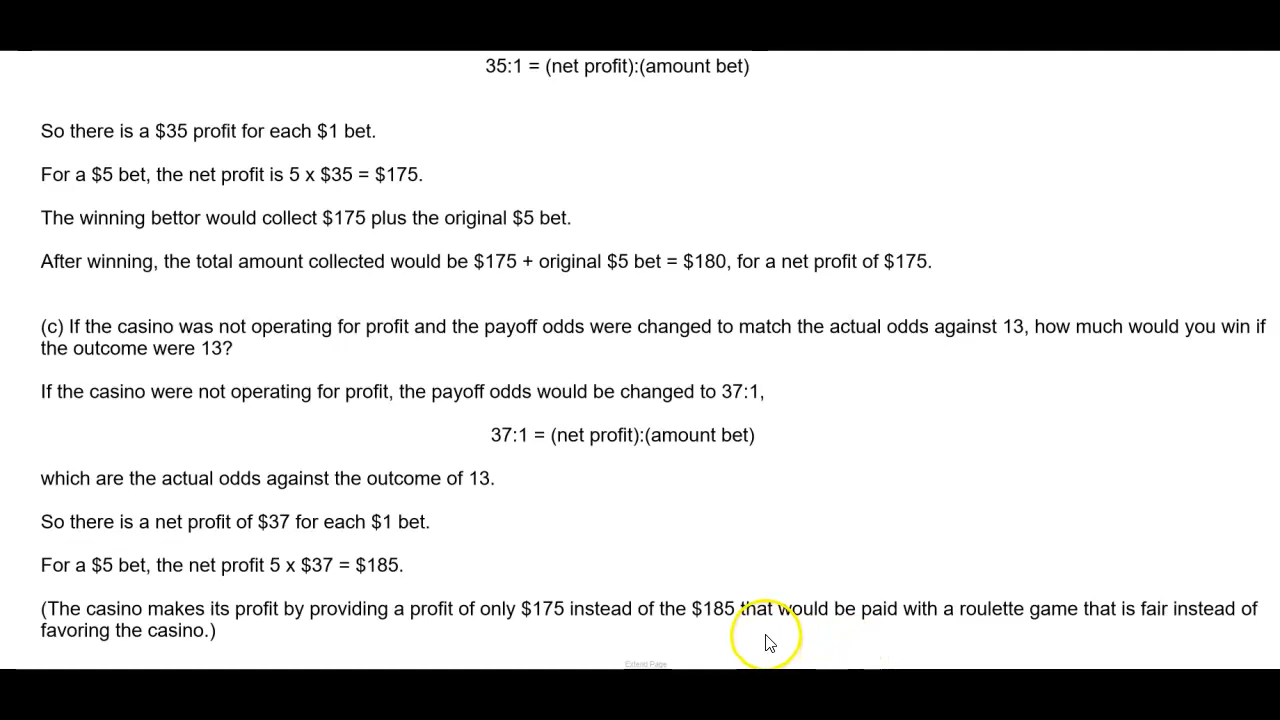 35:1 = (net profit):(amount bet)
So there is a $35 profit for each $1 bet.
For a $5 bet, the net profit is 5 x $35 = $175.
The winning bettor would collect $175 plus the original $5 bet.
After winning, the total amount collected would be $175 + original $5 bet = $180, for a net profit of $175.
(c) If the casino was not operating for profit and the payoff odds were changed to match the actual odds against 13, how much would you win if
the outcome were 13?
If the casino were not operating for profit, the payoff odds would be changed to 37:1,
37:1 = (net profit):(amount bet)
which are the actual odds against the outcome of 13.
So there is a net profit of $37 for each $1 bet.
For a $5 bet, the net profit 5 x $37 = $185.
(The casino makes its profit by providing a profit of only $175 instead of the $185 that would be paid with a roulette game that is fair instead of
favoring the casino.)
Extend Page